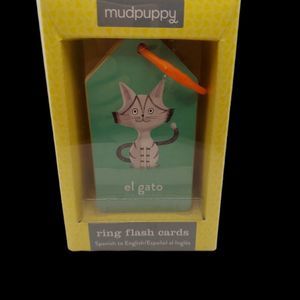 mudpuppy
el gato
ring flash cards
Spanish to English/Español al Inglés